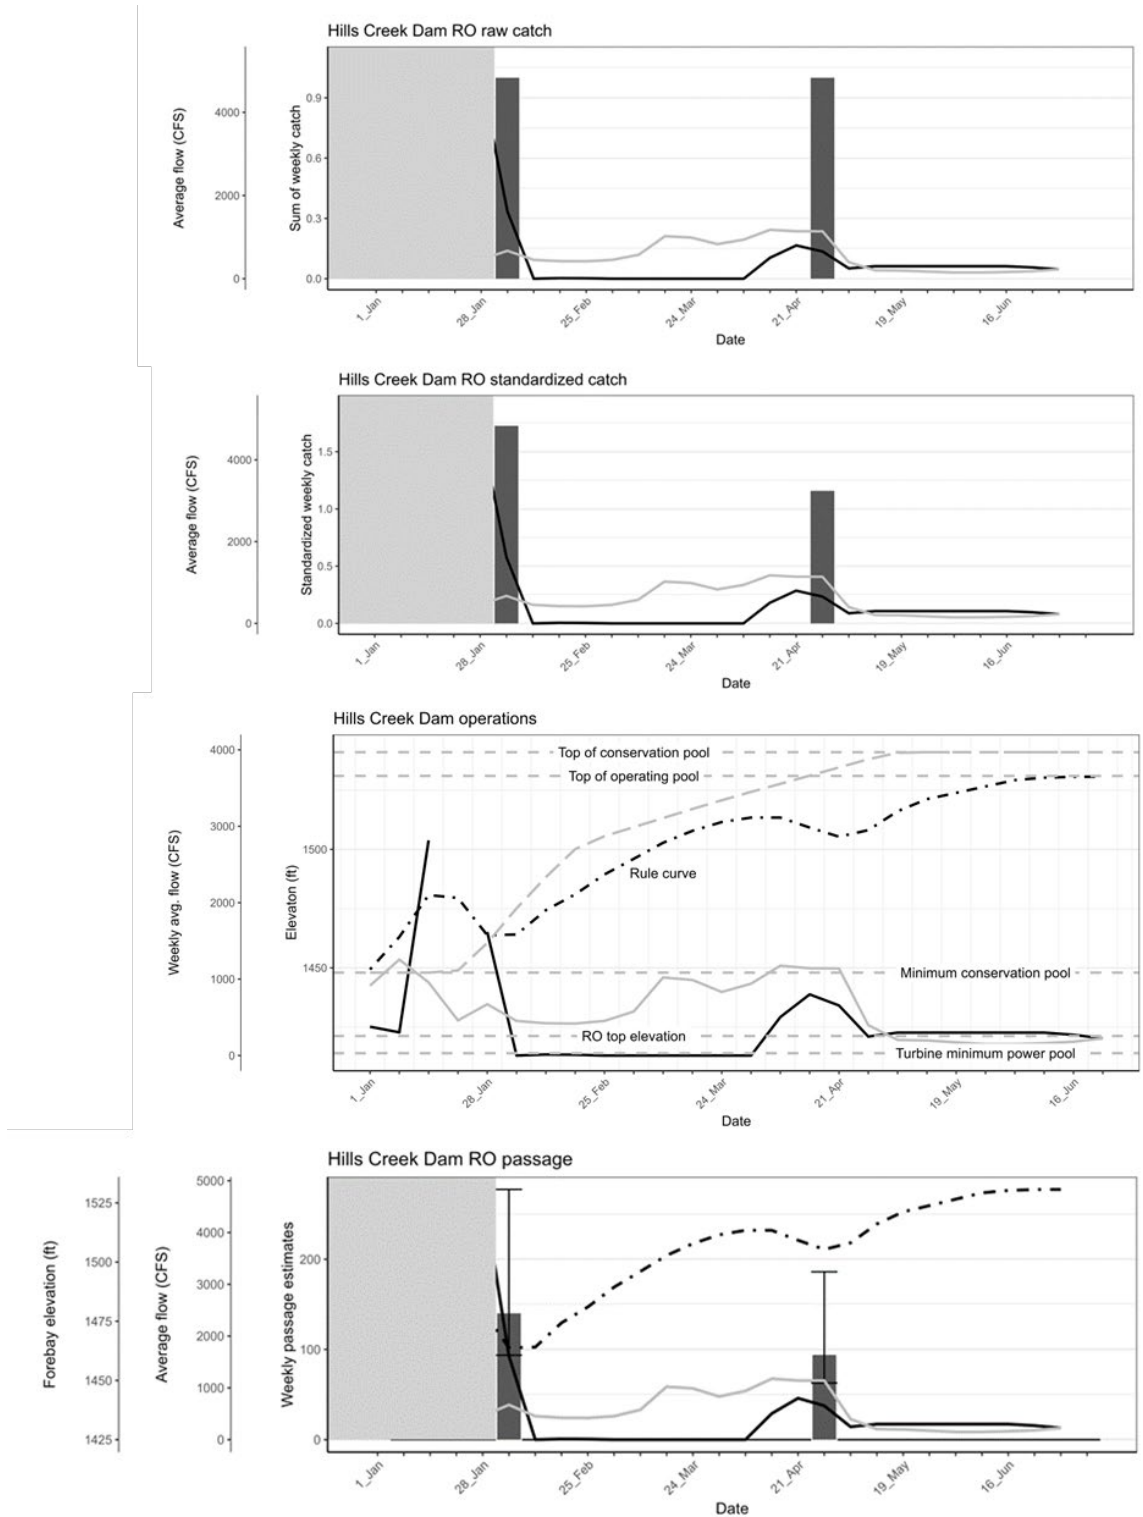 Hills Creek Dam RO raw catch
Average flow (CFS)
4000
2000
0
Sum of weekly catch
0.9
0.6
0.3
0.0
1_Jan
28_Jan
25_Feb
24_Mar
21_Apr
19_May
16_Jun
Date
Hills Creek Dam RO standardized catch
Average flow (CFS)
4000
2000
0
Standardized weekly catch
1.5
1.0
0.5
0.0
1_Jan
28_Jan
25_Feb
24_Mar
21_Apr
19_May
16_Jun
Date
Hills Creek Dam operations
Weekly avg. flow (CFS)
4000
3000
2000
1000
0
Elevaton (ft)
1500
1450
Top of conservation pool
Top of operating pool
Rule curve
Minimum conservation pool
RO top elevation
Turbine minimum power pool
1_Jan
28_Jan
25_Feb
24_Mar
21_Apr
19_May
16_Jun
Date
Hills Creek Dam RO passage
Forebay elevation (ft)
1525
1500
1475
1450
1425
Average flow (CFS)
5000
4000
3000
2000
1000
0
Weekly passage estimates
200
100
0
1_Jan
28_Jan
25_Feb
24_Mar
21_Apr
19_May
16_Jun
Date